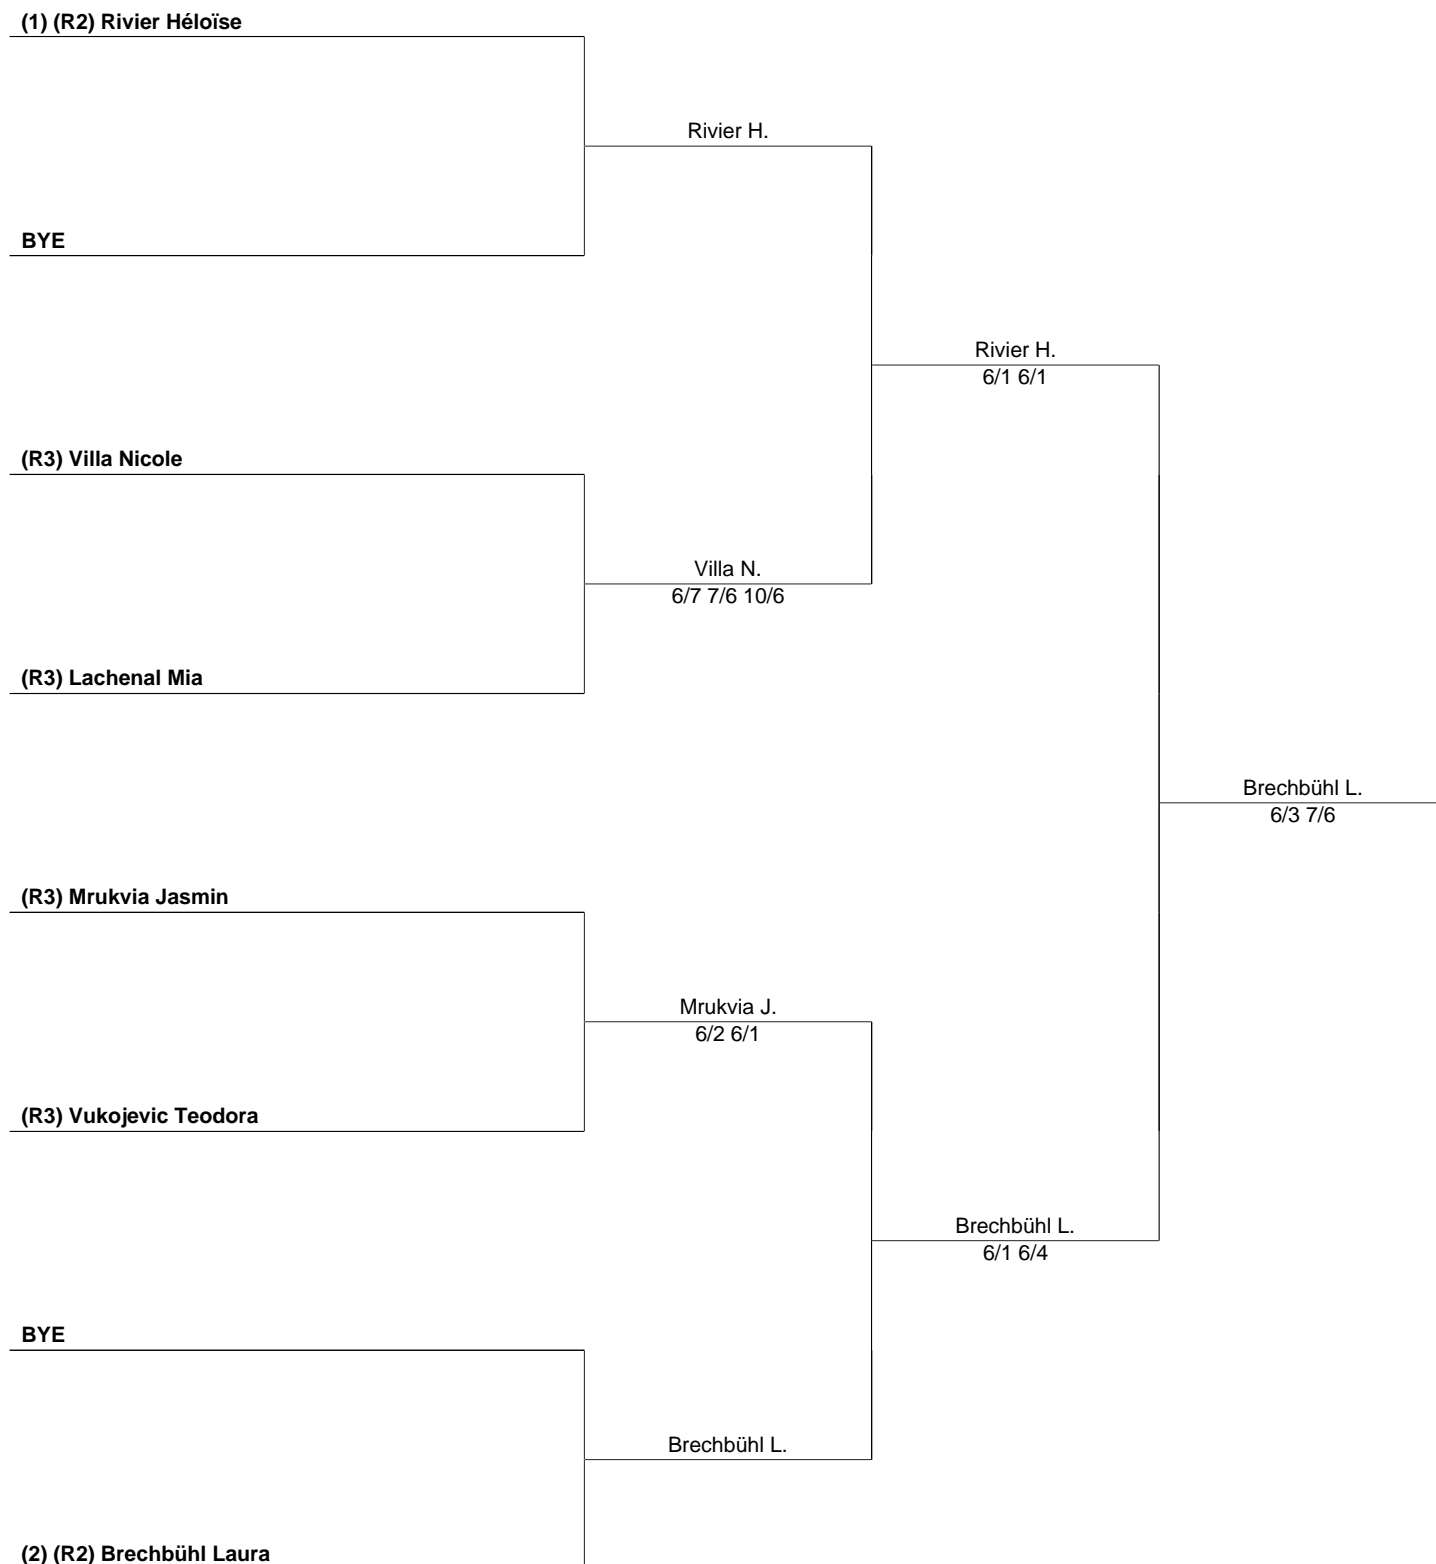 (1) (R2) Rivier Héloïse
Rivier H.
BYE
Rivier H.
6/1 6/1
(R3) Villa Nicole
Villa N.
6/7 7/6 10/6
(R3) Lachenal Mia
Brechbühl L.
6/3 7/6
(R3) Mrukvia Jasmin
Mrukvia J.
6/2 6/1
(R3) Vukojevic Teodora
Brechbühl L.
6/1 6/4
BYE
Brechbühl L.
(2) (R2) Brechbühl Laura